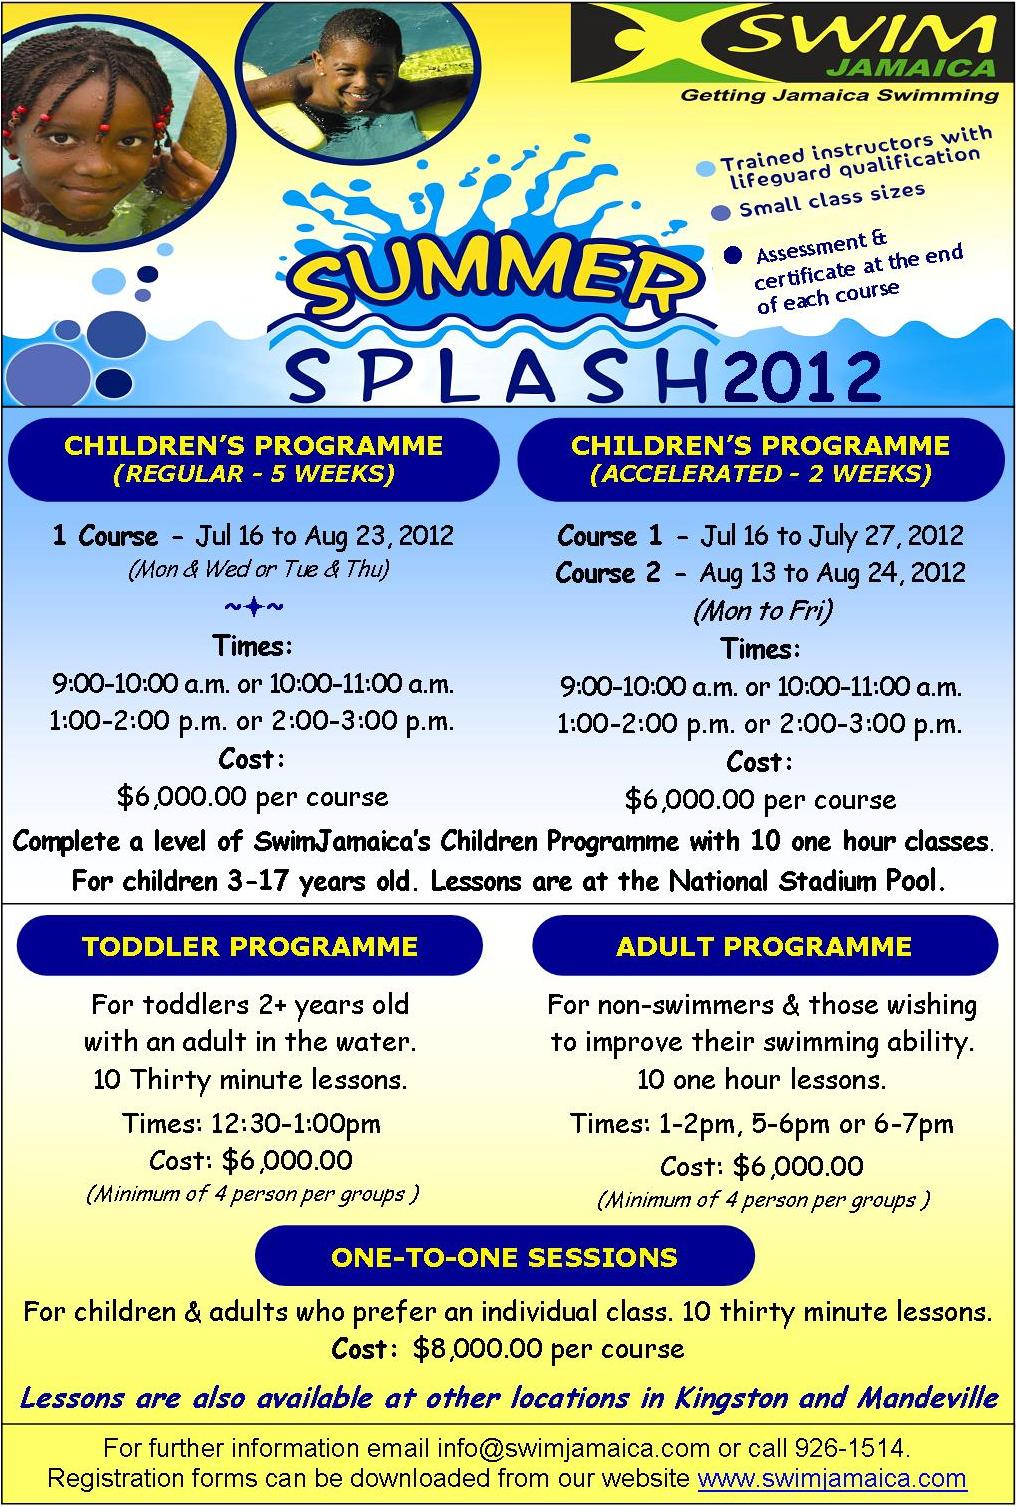 SWIM
JAMAICA
Getting Jamaica Swimming
Trained instructors with
lifeguard qualification
Small class sizes
Assessment &
certificate at the end
of each course
SUMMER
SPLASH 2012
CHILDREN'S PROGRAMME
(REGULAR - 5 WEEKS)
1 Course - Jul 16 to Aug 23, 2012
(Mon & Wed or Tue & Thu)
Times:
9:00-10:00 a.m. or 10:00-11:00 a.m.
1:00-2:00 p.m. or 2:00-3:00 p.m.
Cost:
$6,000.00 per course
CHILDREN'S PROGRAMME
(ACCELERATED - 2 WEEKS)
Course 1 - Jul 16 to July 27, 2012
Course 2 - Aug 13 to Aug 24, 2012
(Mon to Fri)
Times:
9:00-10:00 a.m. or 10:00-11:00 a.m.
1:00-2:00 p.m. or 2:00-3:00 p.m.
Cost:
$6,000.00 per course
Complete a level of SwimJamaica's Children Programme with 10 one hour classes.
For children 3-17 years old. Lessons are at the National Stadium Pool.
TODDLER PROGRAMME
For toddlers 2+ years old
with an adult in the water.
10 Thirty minute lessons.
Times: 12:30-1:00pm
Cost: $6,000.00
(Minimum of 4 person per groups )
ADULT PROGRAMME
For non-swimmers & those wishing
to improve their swimming ability.
10 one hour lessons.
Times: 1-2pm, 5-6pm or 6-7pm
Cost: $6,000.00
(Minimum of 4 person per groups )
ONE-TO-ONE SESSIONS
For children & adults who prefer an individual class. 10 thirty minute lessons.
Cost: $8,000.00 per course
Lessons are also available at other locations in Kingston and Mandeville
For further information email info@swimjamaica.com or call 926-1514.
Registration forms can be downloaded from our website www.swimjamaica.com